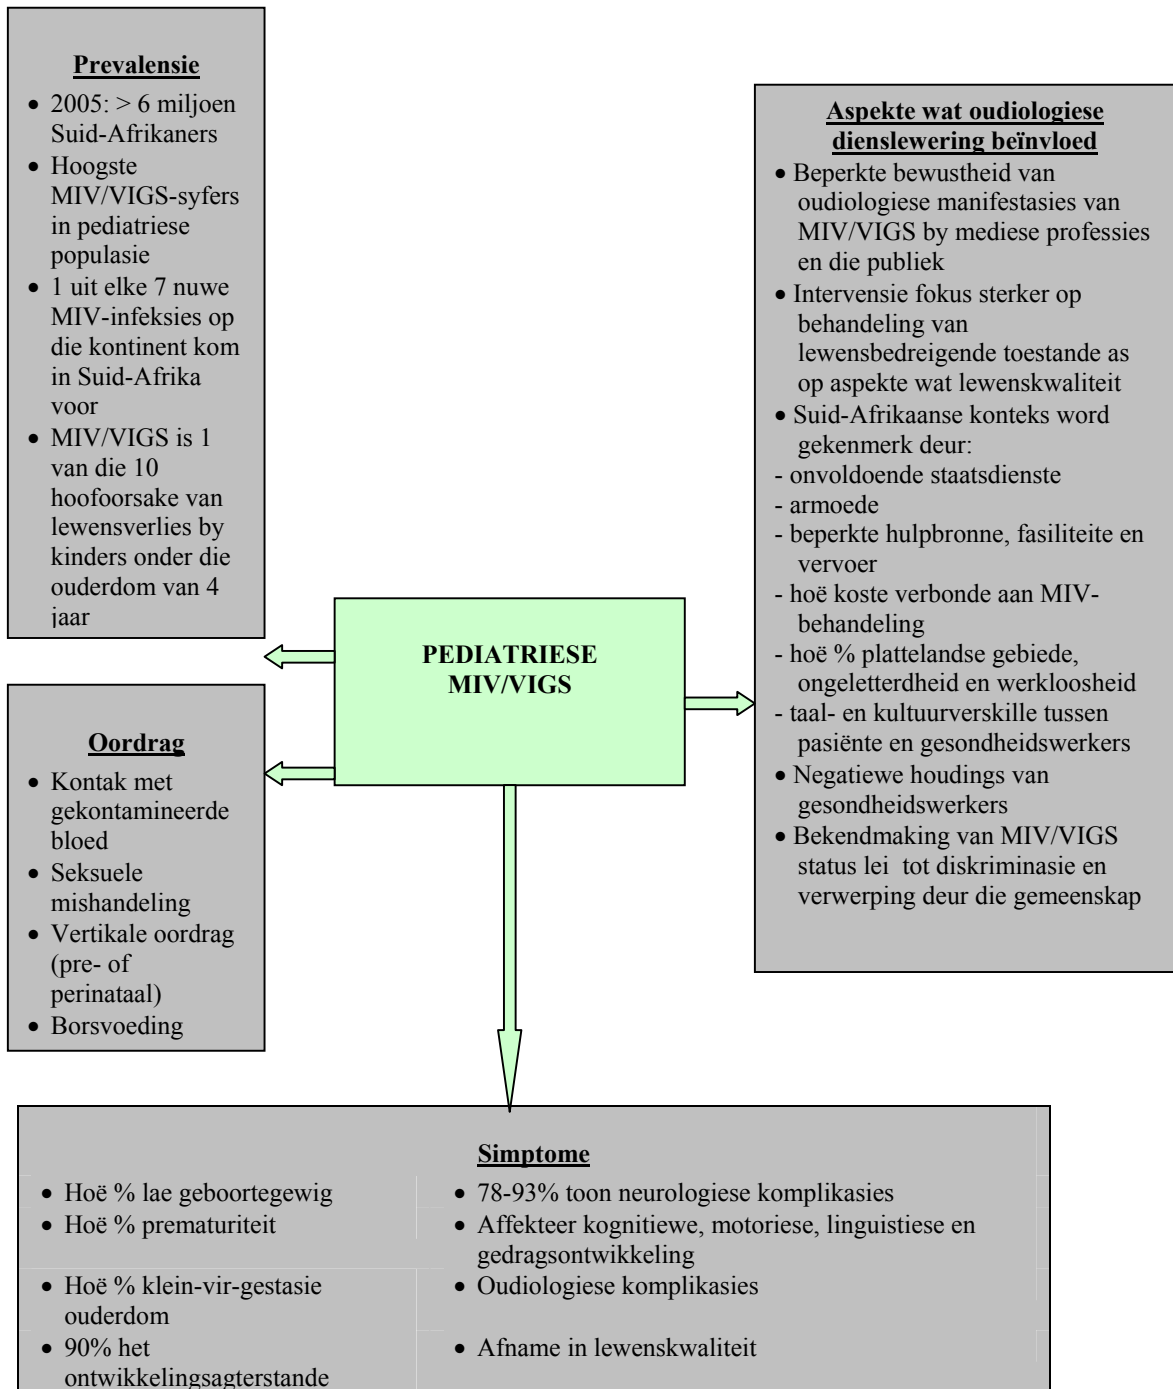 Prevalensie
• 2005: > 6 miljoen
Suid-Afrikaners
• Hoogste
MIV/VIGS-syfers
in pediatriese
populasie
• 1 uit elke 7 nuwe
MIV-infeksies op
die kontinent kom
in Suid-Afrika
voor
• MIV/VIGS is 1
van die 10
hoofoorsake van
lewensverlies by
kinders onder die
ouderdom van 4
jaar
Oordrag
• Kontak met
gekontamineerde
bloed
• Seksuele
mishandeling
• Vertikale oordrag
(pre- of
perinataal)
• Borsvoeding
PEDIATRIESE
MIV/VIGS
Aspekte wat oudiologiese
dienslewering beïnvloed
• Beperkte bewustheid van
oudiologiese manifestasies van
MIV/VIGS by mediese professies
en die publiek
• Intervensie fokus sterker op
behandeling van
lewensbedreigende toestande as
op aspekte wat lewenskwaliteit
• Suid-Afrikaanse konteks word
gekenmerk deur:
- onvoldoende staatsdienste
- armoede
- beperkte hulpbronne, fasiliteite en
vervoer
- hoë koste verbonde aan MIV-
behandeling
- hoë % plattelandse gebiede,
ongeletterdheid en werkloosheid
- taal- en kultuurverskille tussen
pasiënte en gesondheidswerkers
• Negatiewe houdings van
gesondheidswerkers
• Bekendmaking van MIV/VIGS
status lei tot diskriminasie en
verwerping deur die gemeenskap
Simptome
• Hoë % lae geboortegewig
• Hoë % prematuriteit
• Hoë % klein-vir-gestasie
ouderdom
• 90% het
ontwikkelingsagterstande
• 78-93% toon neurologiese komplikasies
• Affekteer kognitiewe, motoriese, linguistiese en
gedragsontwikkeling
• Oudiologiese komplikasies
• Afname in lewenskwaliteit